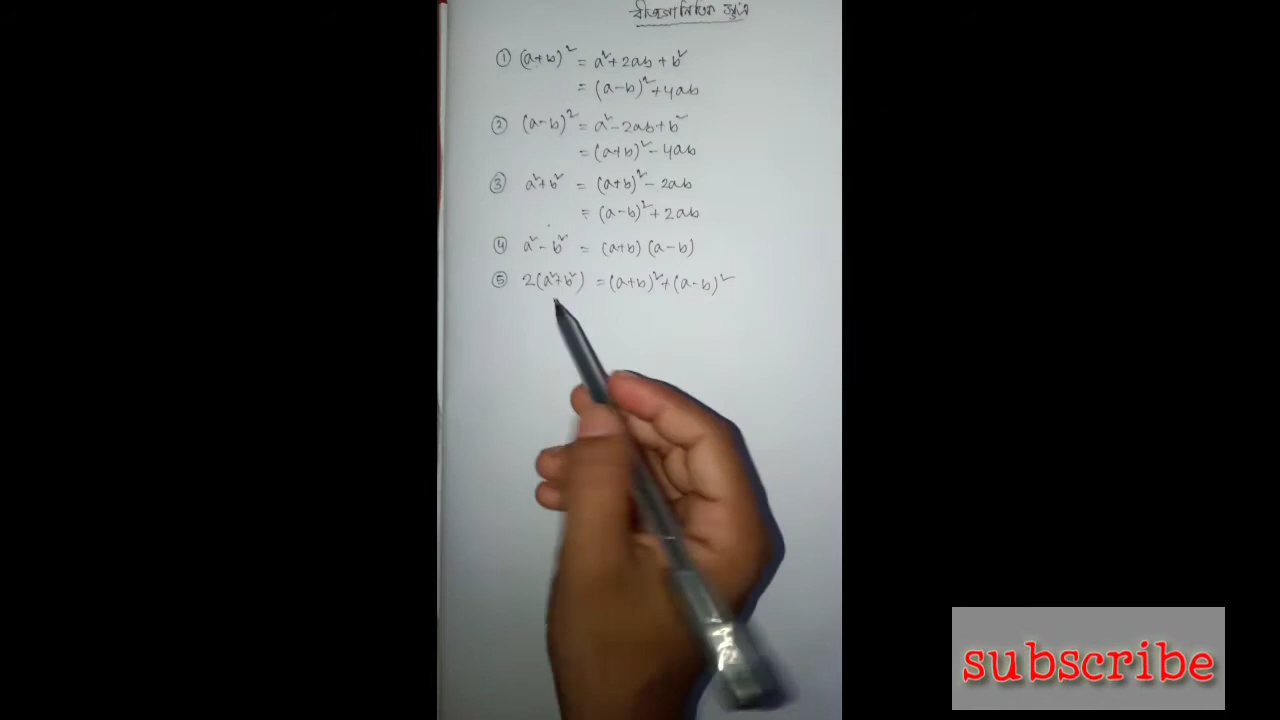 বীজগানিতিক সুত্র
① (a+b)² = a²+2ab+b²
= (a-b)²+4ab
② (a-b)² = a²-2ab+b²
= (a+b)²-4ab
③ a²+b² = (a+b)²-2ab
= (a-b)²+2ab
④ a²-b² = (a+b)(a-b)
⑤ 2(a²+b²) = (a+b)²+(a-b)²
subscribe